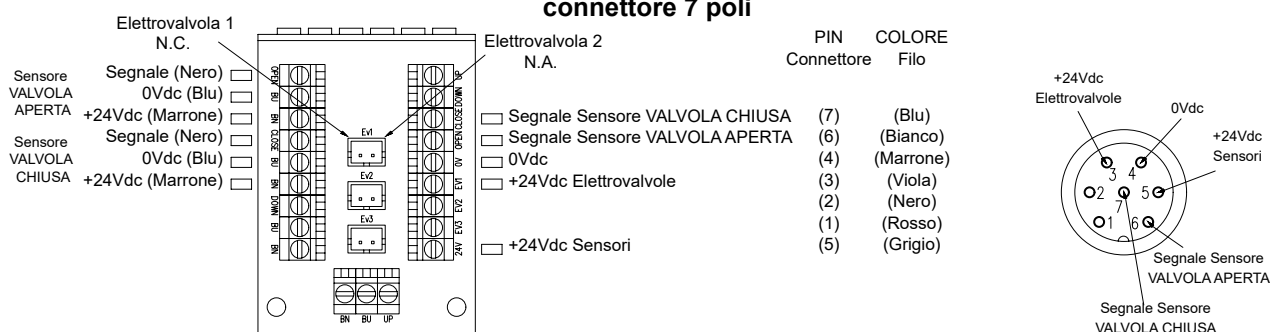 connettore 7 poli
Elettrovalvola 1
N.C.
Elettrovalvola 2
N.A.
PIN
Connettore
COLORE
Filo
Sensore
VALVOLA
APERTA
Segnale (Nero)
0Vdc (Blu)
+24Vdc (Marrone)
Sensore
VALVOLA
CHIUSA
Segnale (Nero)
0Vdc (Blu)
+24Vdc (Marrone)
OPEN
BU
BN
CLOSE
BU
BN
DOWN
BU
BN
Ev1
Ev2
Ev3
UP
DOWN
CLOSE
OPEN
0V
EV1
EV2
EV3
24V
BN BU UP
Segnale Sensore VALVOLA CHIUSA (7) (Blu)
Segnale Sensore VALVOLA APERTA (6) (Bianco)
0Vdc (4) (Marrone)
+24Vdc Elettrovalvole (3) (Viola)
(2) (Nero)
(1) (Rosso)
+24Vdc Sensori (5) (Grigio)
+24Vdc
Elettrovalvole
0Vdc
+24Vdc
Sensori
3 4
2 5
7
1 6
Segnale Sensore
VALVOLA APERTA
Segnale Sensore
VALVOLA CHIUSA